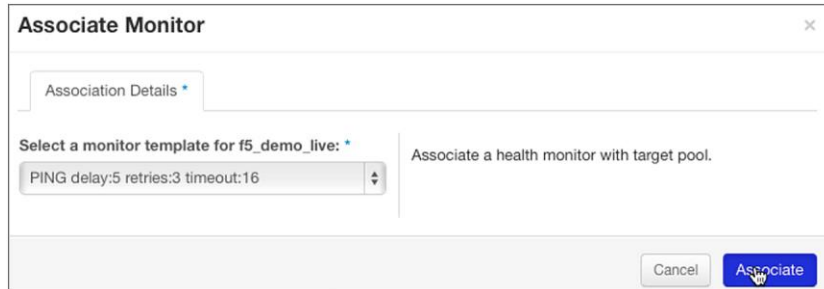 Associate Monitor
×
Association Details *
Select a monitor template for f5_demo_live: *
PING delay:5 retries:3 timeout:16
Associate a health monitor with target pool.
Cancel
Associate